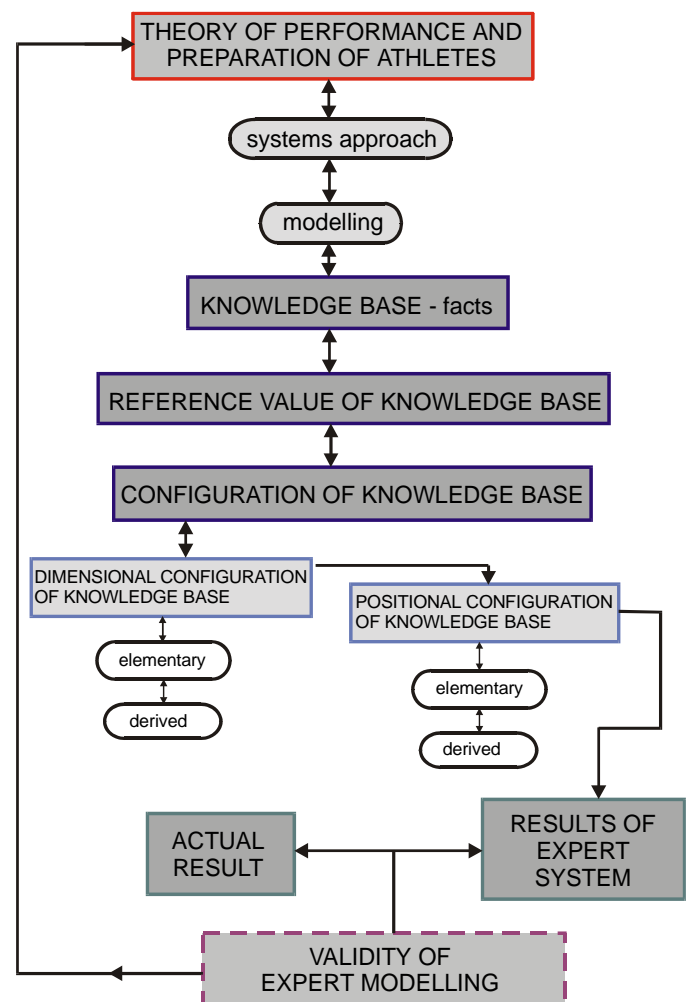 THEORY OF PERFORMANCE AND
PREPARATION OF ATHLETES
systems approach
modelling
KNOWLEDGE BASE - facts
REFERENCE VALUE OF KNOWLEDGE BASE
CONFIGURATION OF KNOWLEDGE BASE
DIMENSIONAL CONFIGURATION
OF KNOWLEDGE BASE
elementary
derived
POSITIONAL CONFIGURATION
OF KNOWLEDGE BASE
elementary
derived
ACTUAL
RESULT
RESULTS OF
EXPERT
SYSTEM
VALIDITY OF
EXPERT MODELLING